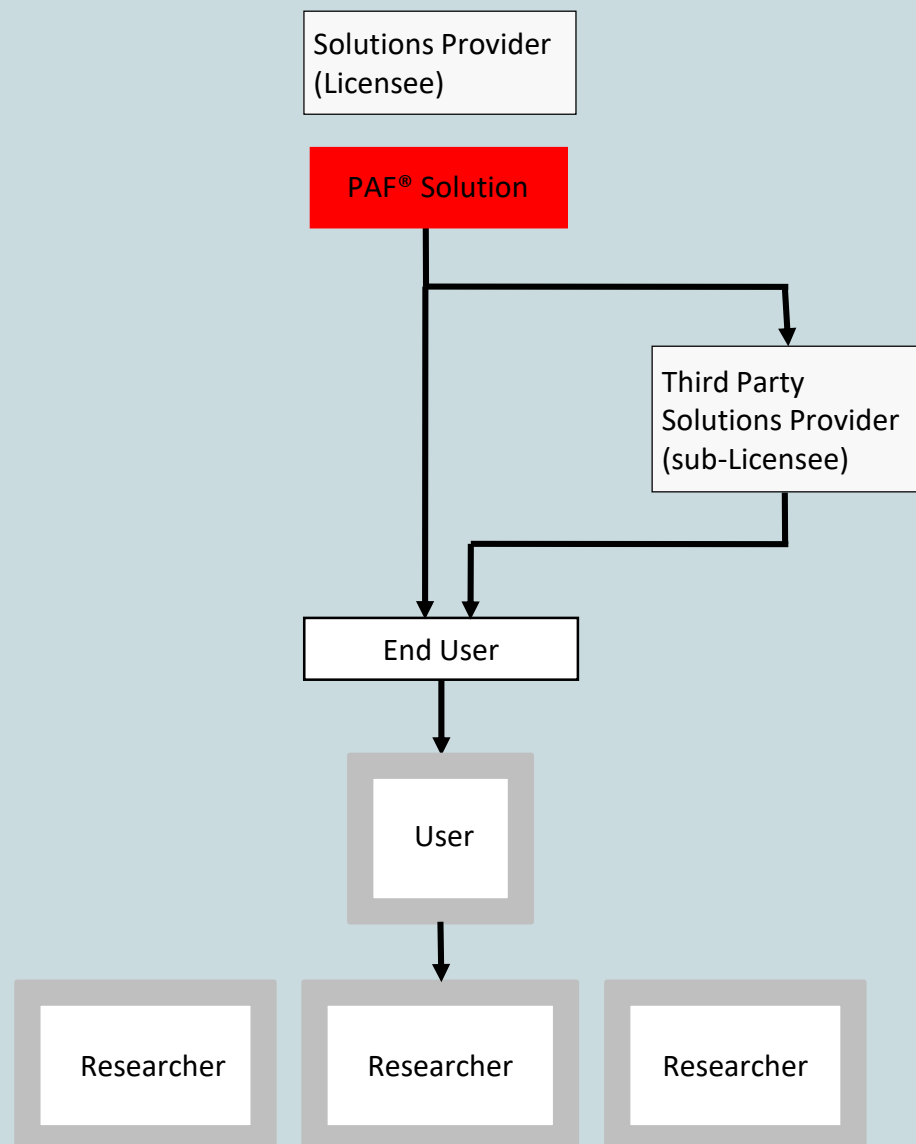 Solutions Provider
(Licensee)
PAF® Solution
Third Party
Solutions Provider
(sub-Licensee)
End User
User
Researcher
Researcher
Researcher